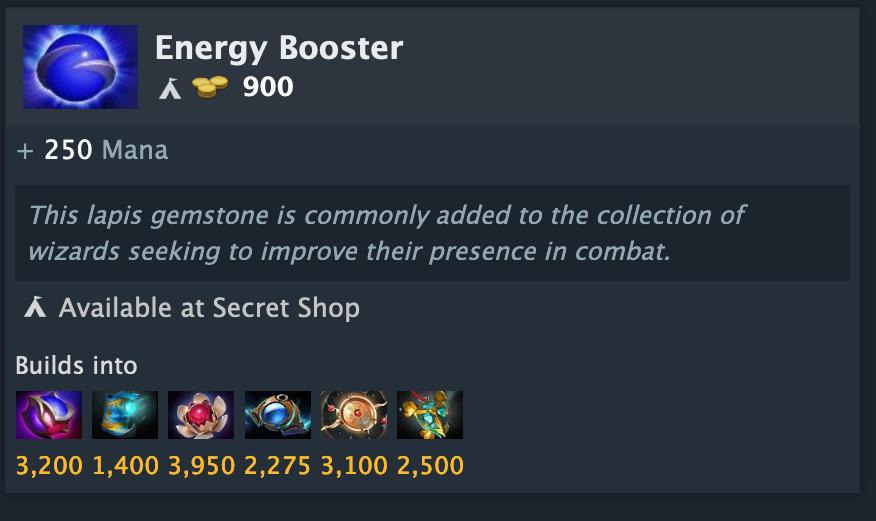 Energy Booster
900
+ 250 Mana
This lapis gemstone is commonly added to the collection of
wizards seeking to improve their presence in combat.
Available at Secret Shop
Builds into
3,200 1,400 3,950 2,275 3,100 2,500